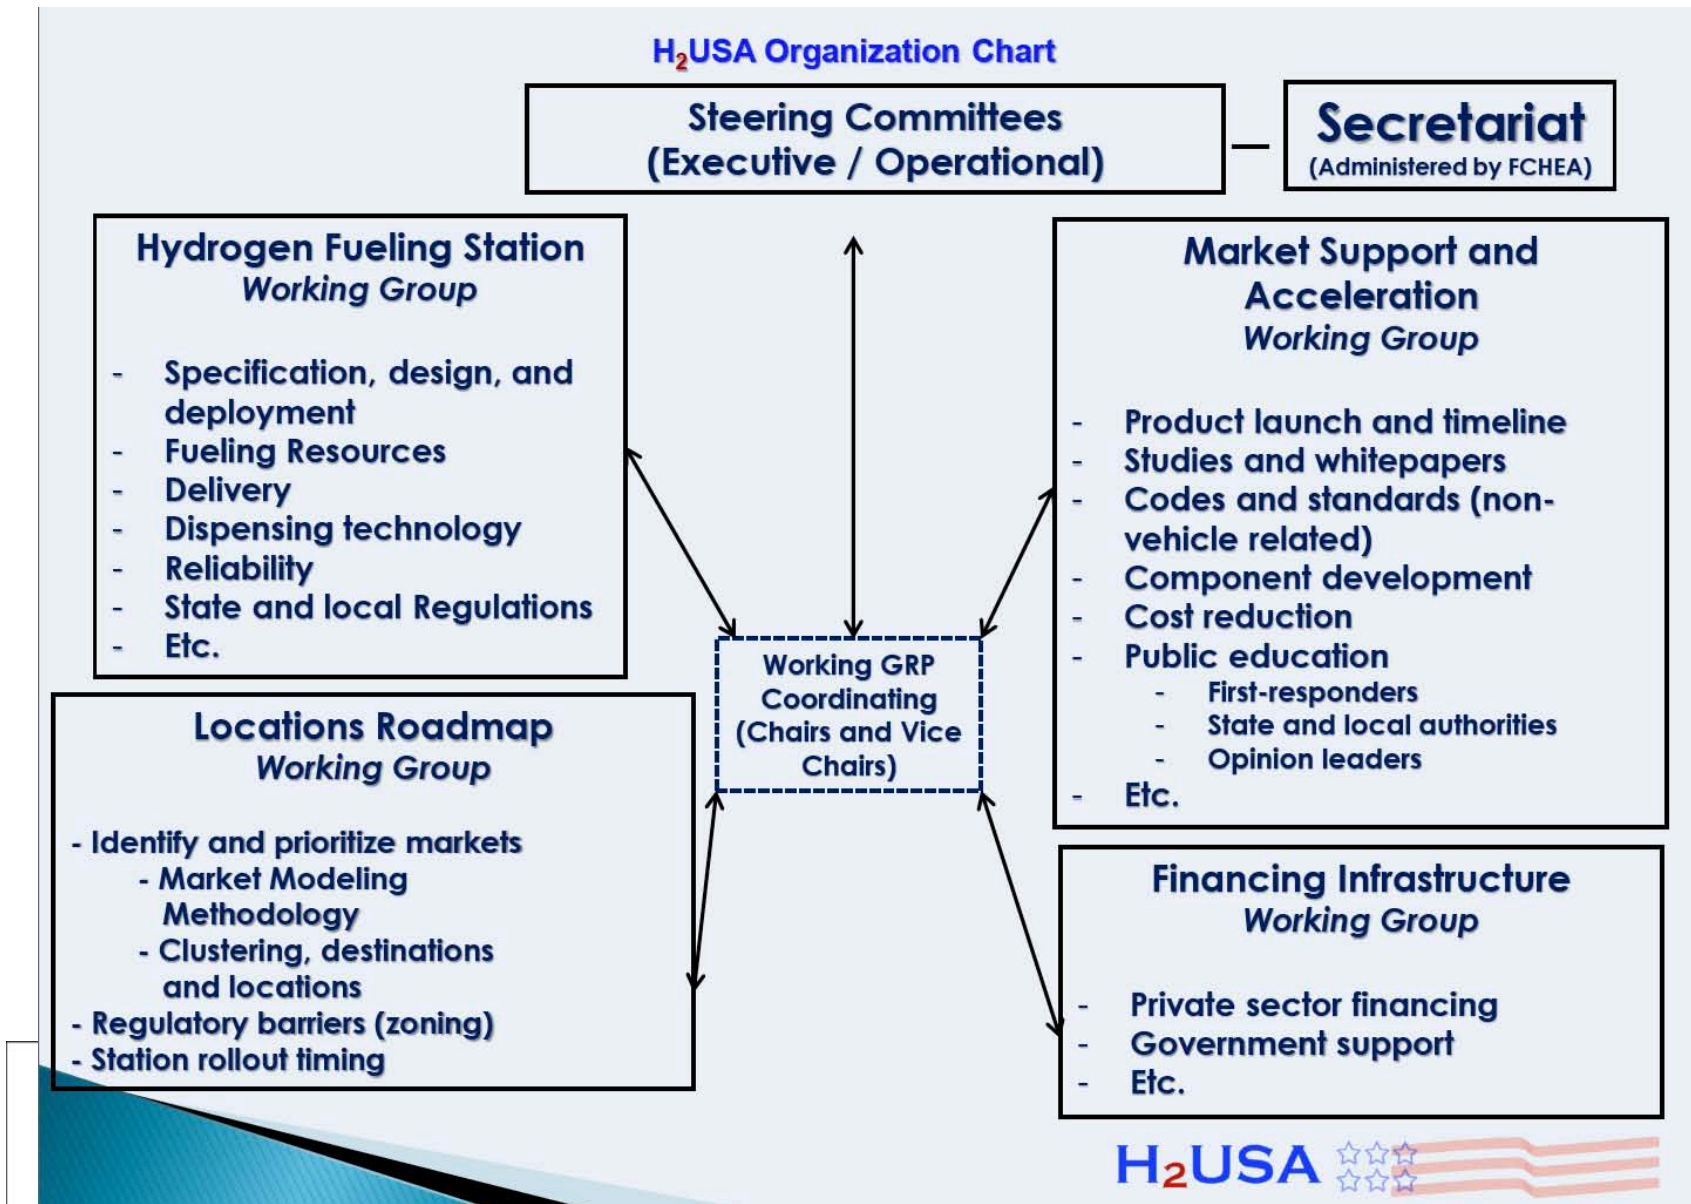 H₂USA Organization Chart
Steering Committees
(Executive / Operational)
Secretariat
(Administered by FCHEA)
Hydrogen Fueling Station
Working Group
- Specification, design, and
deployment
- Fueling Resources
- Delivery
- Dispensing technology
- Reliability
- State and local Regulations
- Etc.
Market Support and
Acceleration
Working Group
- Product launch and timeline
- Studies and whitepapers
- Codes and standards (non-
vehicle related)
- Component development
- Cost reduction
- Public education
- First-responders
- State and local authorities
- Opinion leaders
- Etc.
Working GRP
Coordinating
(Chairs and Vice
Chairs)
Locations Roadmap
Working Group
- Identify and prioritize markets
- Market Modeling
Methodology
- Clustering, destinations
and locations
- Regulatory barriers (zoning)
- Station rollout timing
Financing Infrastructure
Working Group
- Private sector financing
- Government support
- Etc.
H₂USA